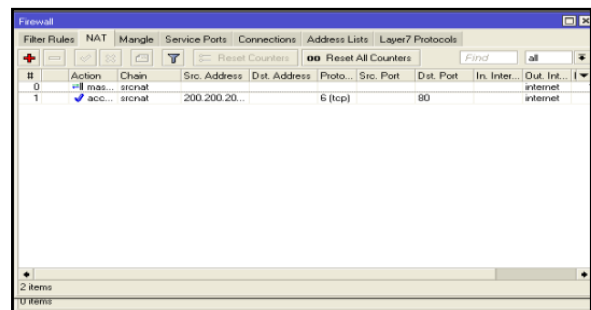 Firewall
Filter Rules NAT Mangle Service Ports Connections Address Lists Layer7 Protocols
Reset Counters 00 Reset All Counters Find all
# Action Chain Src. Address Dst. Address Proto... Src. Port Dst. Port In. Inter... Out. Int...
0 mas... srcnat internet
1 acc... srcnat 200.200.20... 6 (tcp) 80 internet
2 items
0 items